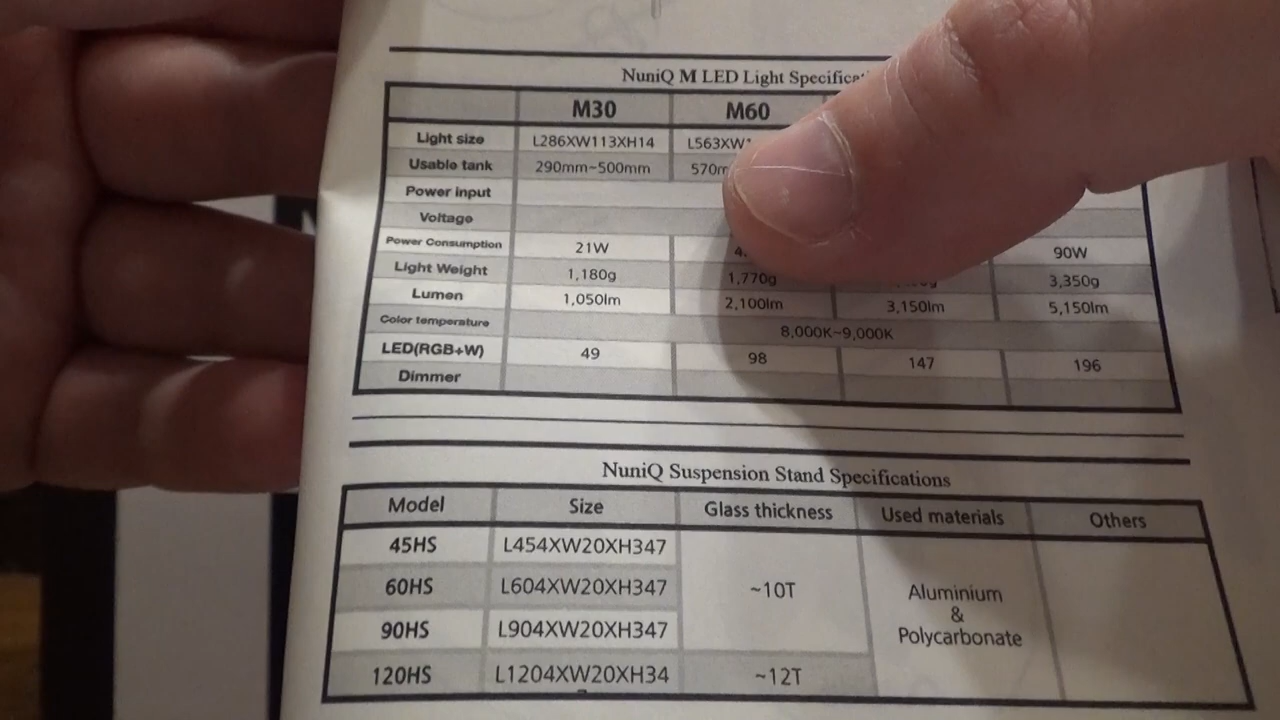 NuniQ M LED Light
M30 M60
Light size L286XW113XH14
Usable tank 290mm~500mm
Power input
Voltage
Power Consumption 21W 90W
Light Weight 1,180g 1,770g 3,350g
Lumen 1,050lm 2,100lm 3,150lm 5,150lm
Color temperature 8,000K~9,000K
LED(RGB+W) 49 98 147 196
Dimmer
NuniQ Suspension Stand Specifications
Model Size Glass thickness Used materials Others
45HS L454XW20XH347
60HS L604XW20XH347 ~10T Aluminium
&
90HS L904XW20XH347 Polycarbonate
120HS L1204XW20XH34 ~12T